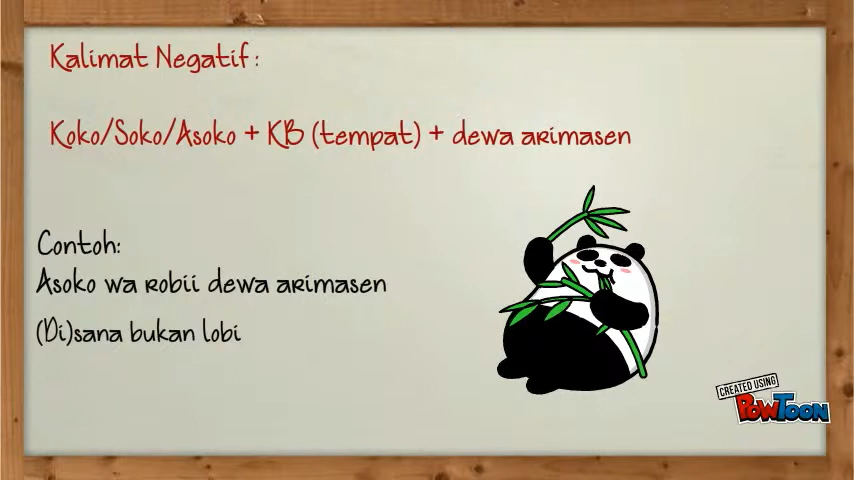 Kalimat Negatif :
Koko/Soko/Asoko + KB (tempat) + dewa arimasen
Contoh:
Asoko wa robii dewa arimasen
(Di)sana bukan lobi
CREATED USING
POWTOON